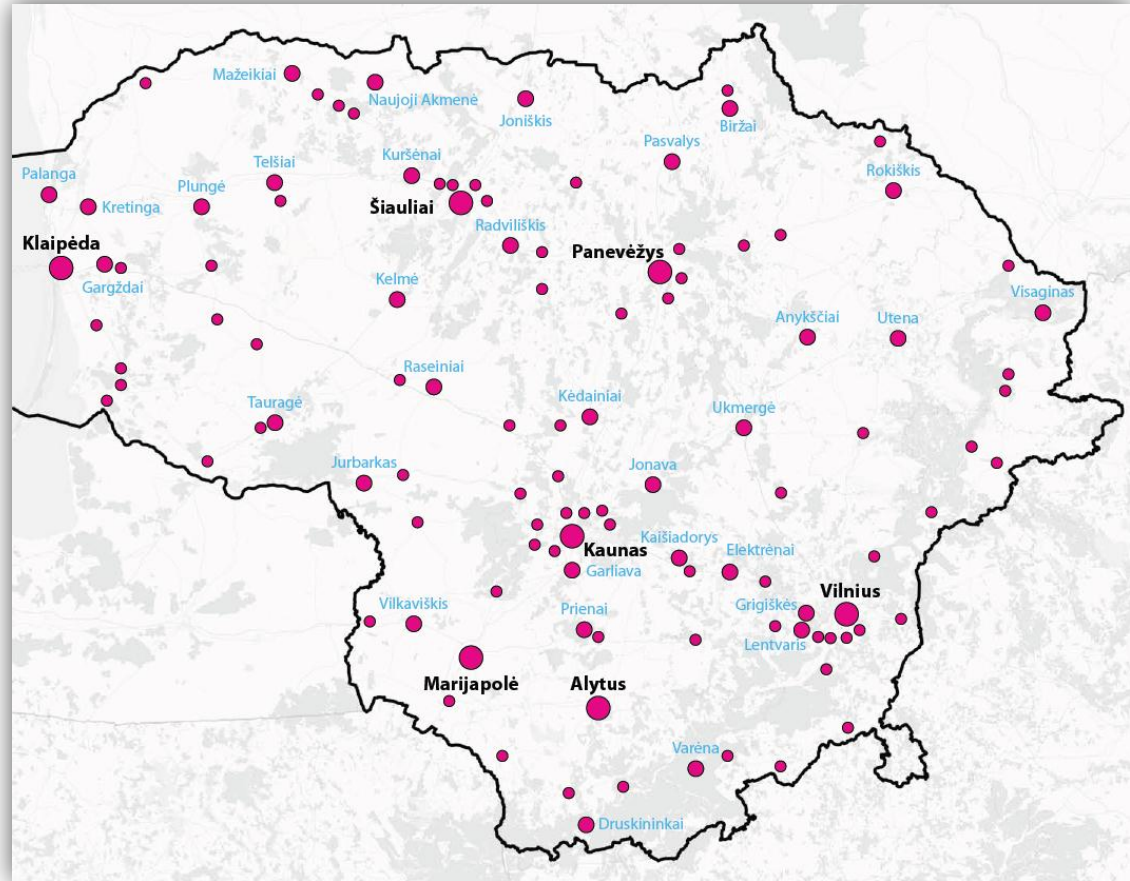 Mažeikiai
Naujoji Akmenė
Joniškis
Biržai
Pasvalys
Kuršėnai
Telšiai
Rokiškis
Palanga
Plungė
Kretinga
Šiauliai
Radviliškis
Klaipėda
Panevėžys
Gargždai
Kelmė
Visaginas
Anykščiai
Utena
Raseiniai
Kėdainiai
Tauragė
Ukmergė
Jurbarkas
Jonava
Kaišiadorys
Kaunas
Elektrėnai
Garliava
Vilnius
Vilkaviškis
Prienai
Grigiškės
Lentvaris
Marijapolė
Alytus
Varėna
Druskininkai